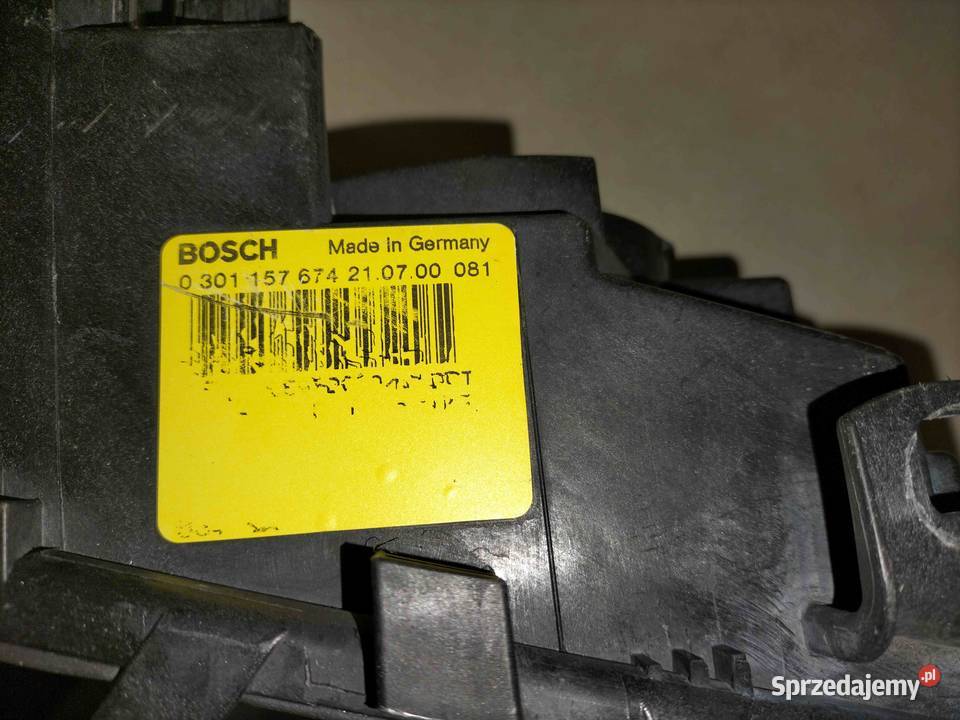 BOSCH Made in Germany
0 301 157 674 21.07.00 081
Sprzedajemy.pl